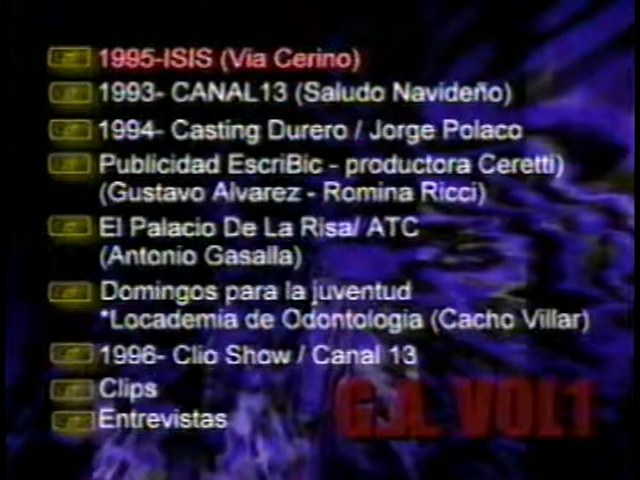 1995-ISIS (Via Cerino)
1993- CANAL13 (Saludo Navideño)
1994- Casting Durero / Jorge Polaco
Publicidad EscriBic - productora Ceretti)
(Gustavo Alvarez - Romina Ricci)
El Palacio De La Risa/ ATC
(Antonio Gasalla)
Domingos para la juventud
*Locademia de Odontologia (Cacho Villar)
1996- Clio Show / Canal 13
Clips
Entrevistas
G.A. VOL1